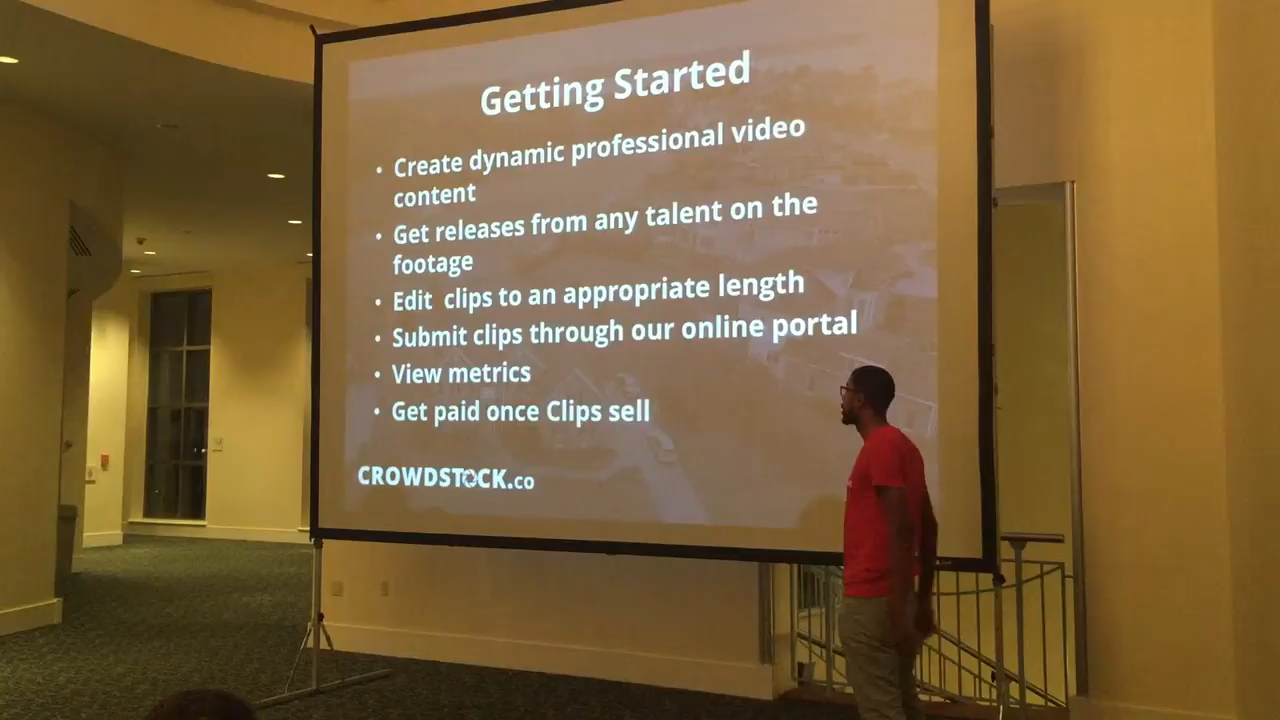 Getting Started
• Create dynamic professional video
content
• Get releases from any talent on the
footage
• Edit clips to an appropriate length
• Submit clips through our online portal
• View metrics
• Get paid once Clips sell
CROWDSTOCK.co